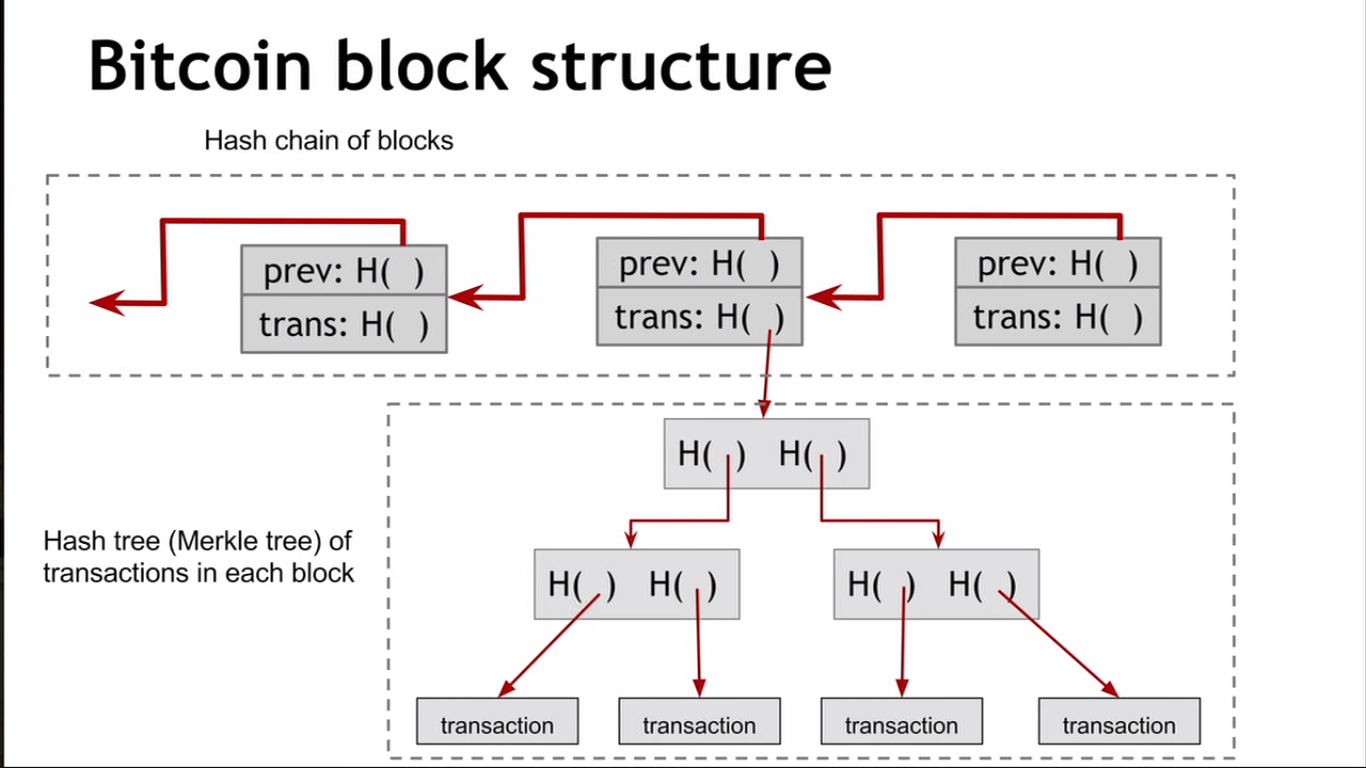 Bitcoin block structure
Hash chain of blocks
prev: H( )
trans: H( )
prev: H( )
trans: H( )
prev: H( )
trans: H( )
H( ) H( )
Hash tree (Merkle tree) of
transactions in each block
H( ) H( )
H( ) H( )
transaction
transaction
transaction
transaction